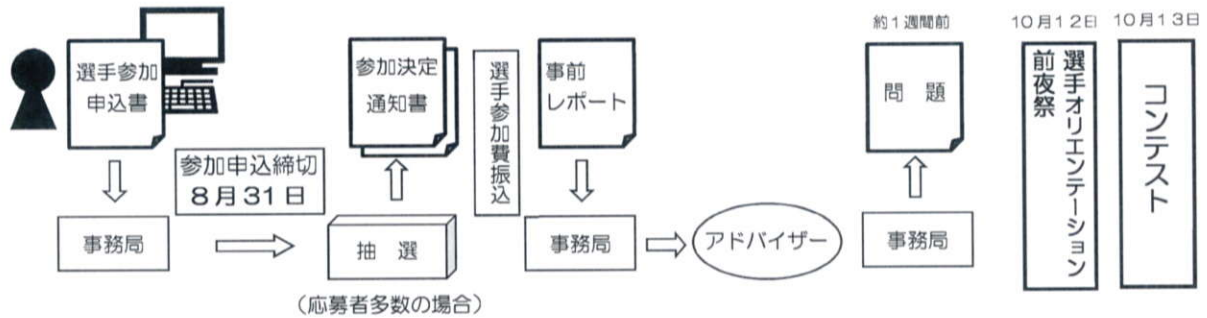 約1週間前
10月12日
10月13日
選手参加
申込書
参加決定
通知書
選手参加費振込
事前
レポート
問 題
選手オリエンテーション
前夜祭
コンテスト
参加申込締切
8月31日
事務局
抽 選
事務局
アドバイザー
事務局
(応募者多数の場合)